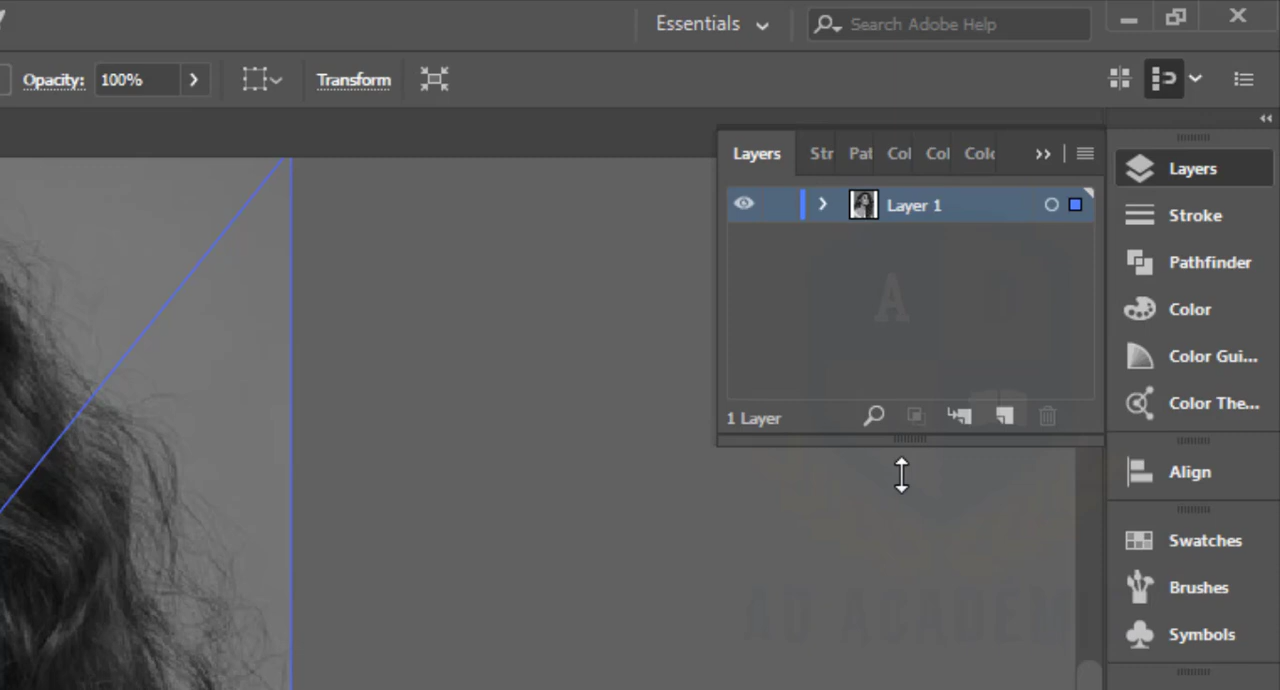 Essentials
Search Adobe Help
Opacity: 100%
Transform
Layers Str Pat Col Col Colc
Layer 1
1 Layer
Layers
Stroke
Pathfinder
Color
Color Gui...
Color The...
Align
Swatches
Brushes
Symbols
A D
AD ACADEM